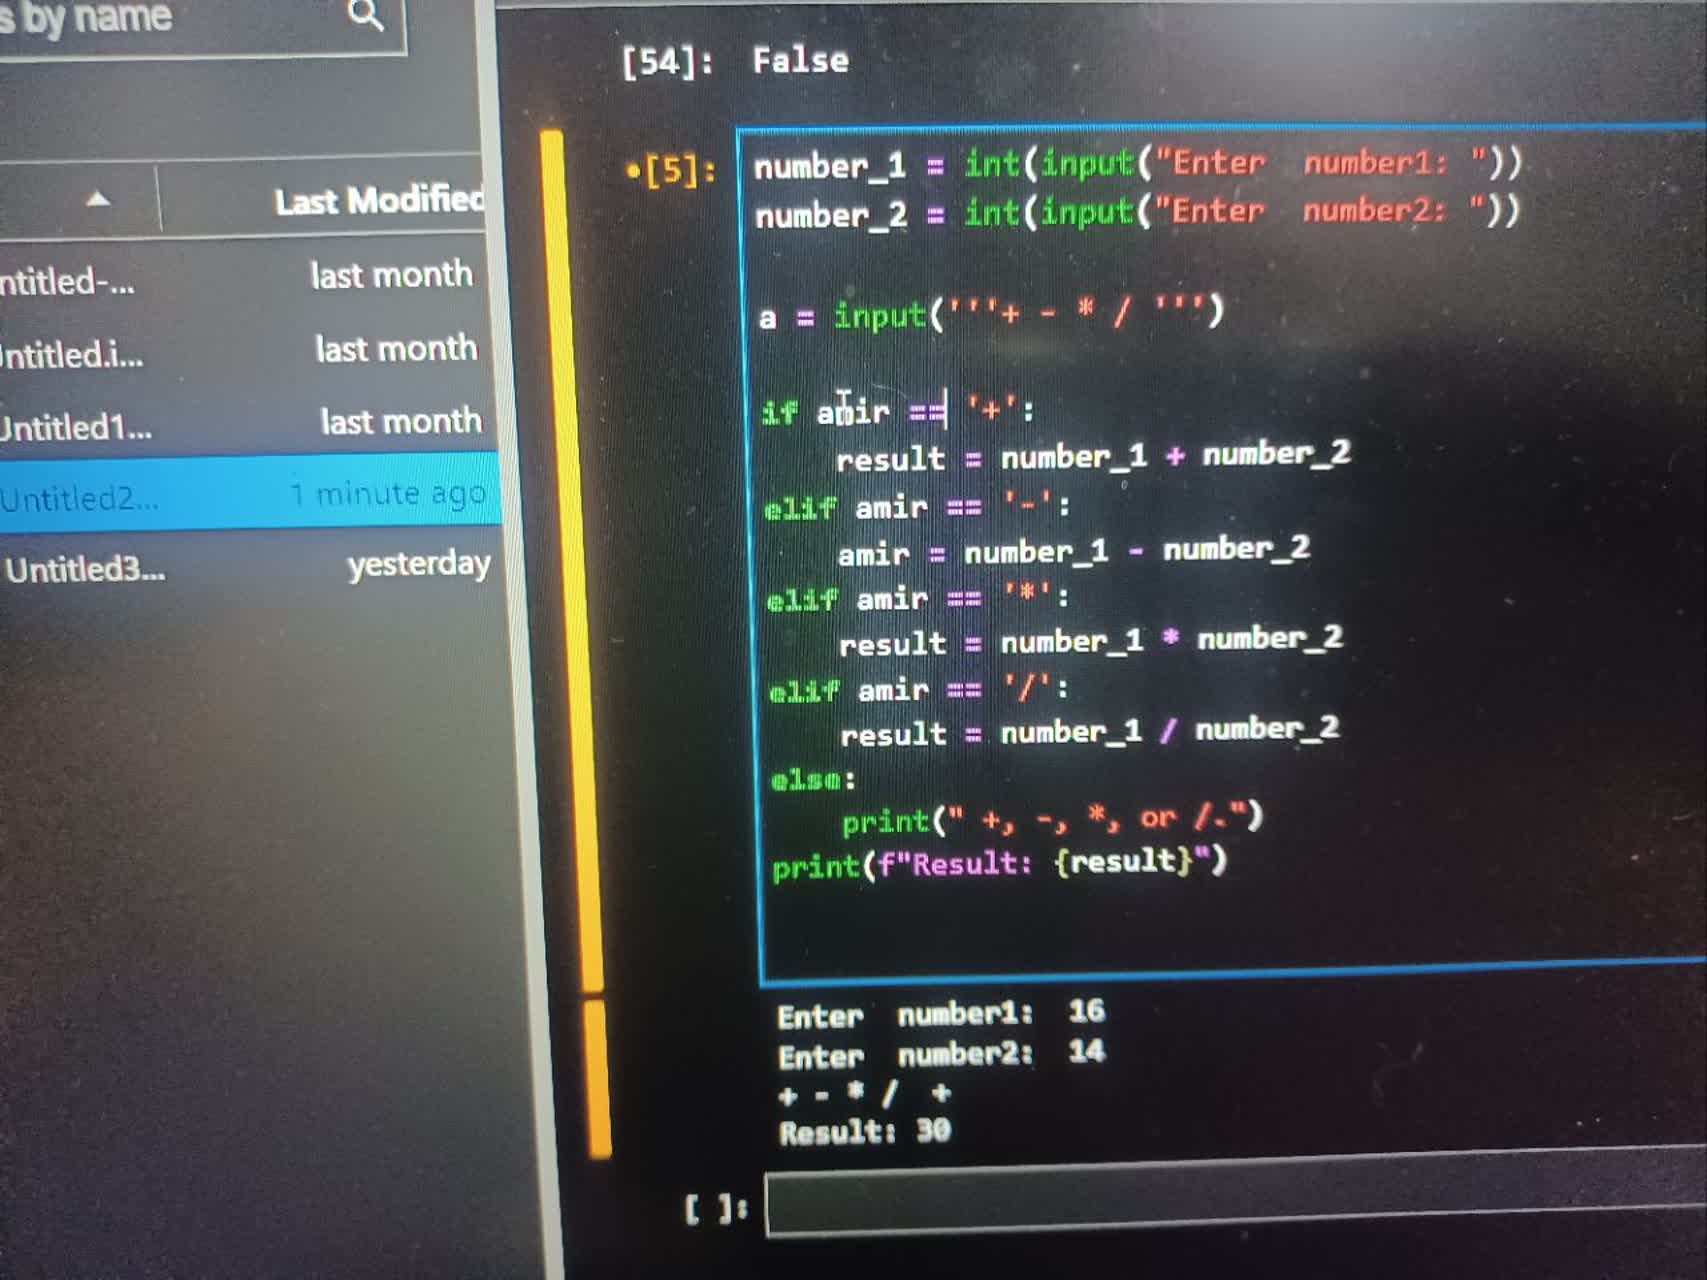 s by name
Last Modified
ntitled-... last month
Untitled.i... last month
Untitled1... last month
Untitled2... 1 minute ago
Untitled3... yesterday
[54]: False
[5]:
number_1 = int(input("Enter  number1: "))
number_2 = int(input("Enter  number2: "))
a = input('''+ - * / ''')
if amir == '+':
    result = number_1 + number_2
elif amir == '-':
    amir = number_1 - number_2
elif amir == '*':
    result = number_1 * number_2
elif amir == '/':
    result = number_1 / number_2
else:
    print(" +, -, *, or /.")
print(f"Result: {result}")
Enter  number1:  16
Enter  number2:  14
+ - * /  +
Result: 30
[ ]: